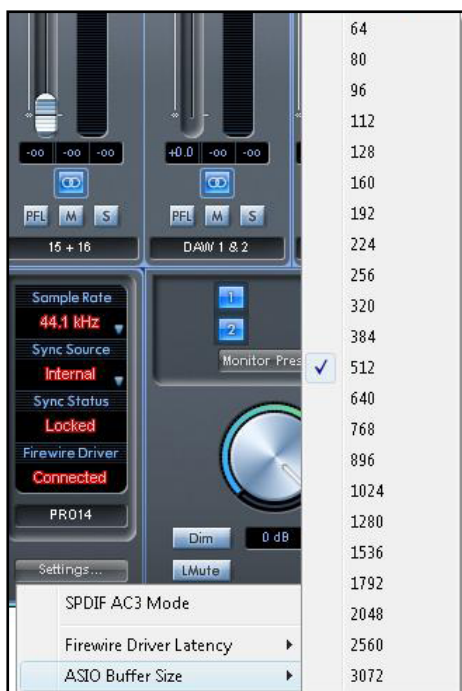 -oo -oo -oo
+0.0 -oo -oo
PFL M S
PFL M S
15 + 16
DAW 1 & 2
Sample Rate
44.1 kHz
Sync Source
Internal
Sync Status
Locked
Firewire Driver
Connected
PRO14
Settings...
1
2
Monitor Pres
Dim
0 dB
LMute
SPDIF AC3 Mode
Firewire Driver Latency
ASIO Buffer Size
64
80
96
112
128
160
192
224
256
320
384
512
640
768
896
1024
1280
1536
1792
2048
2560
3072